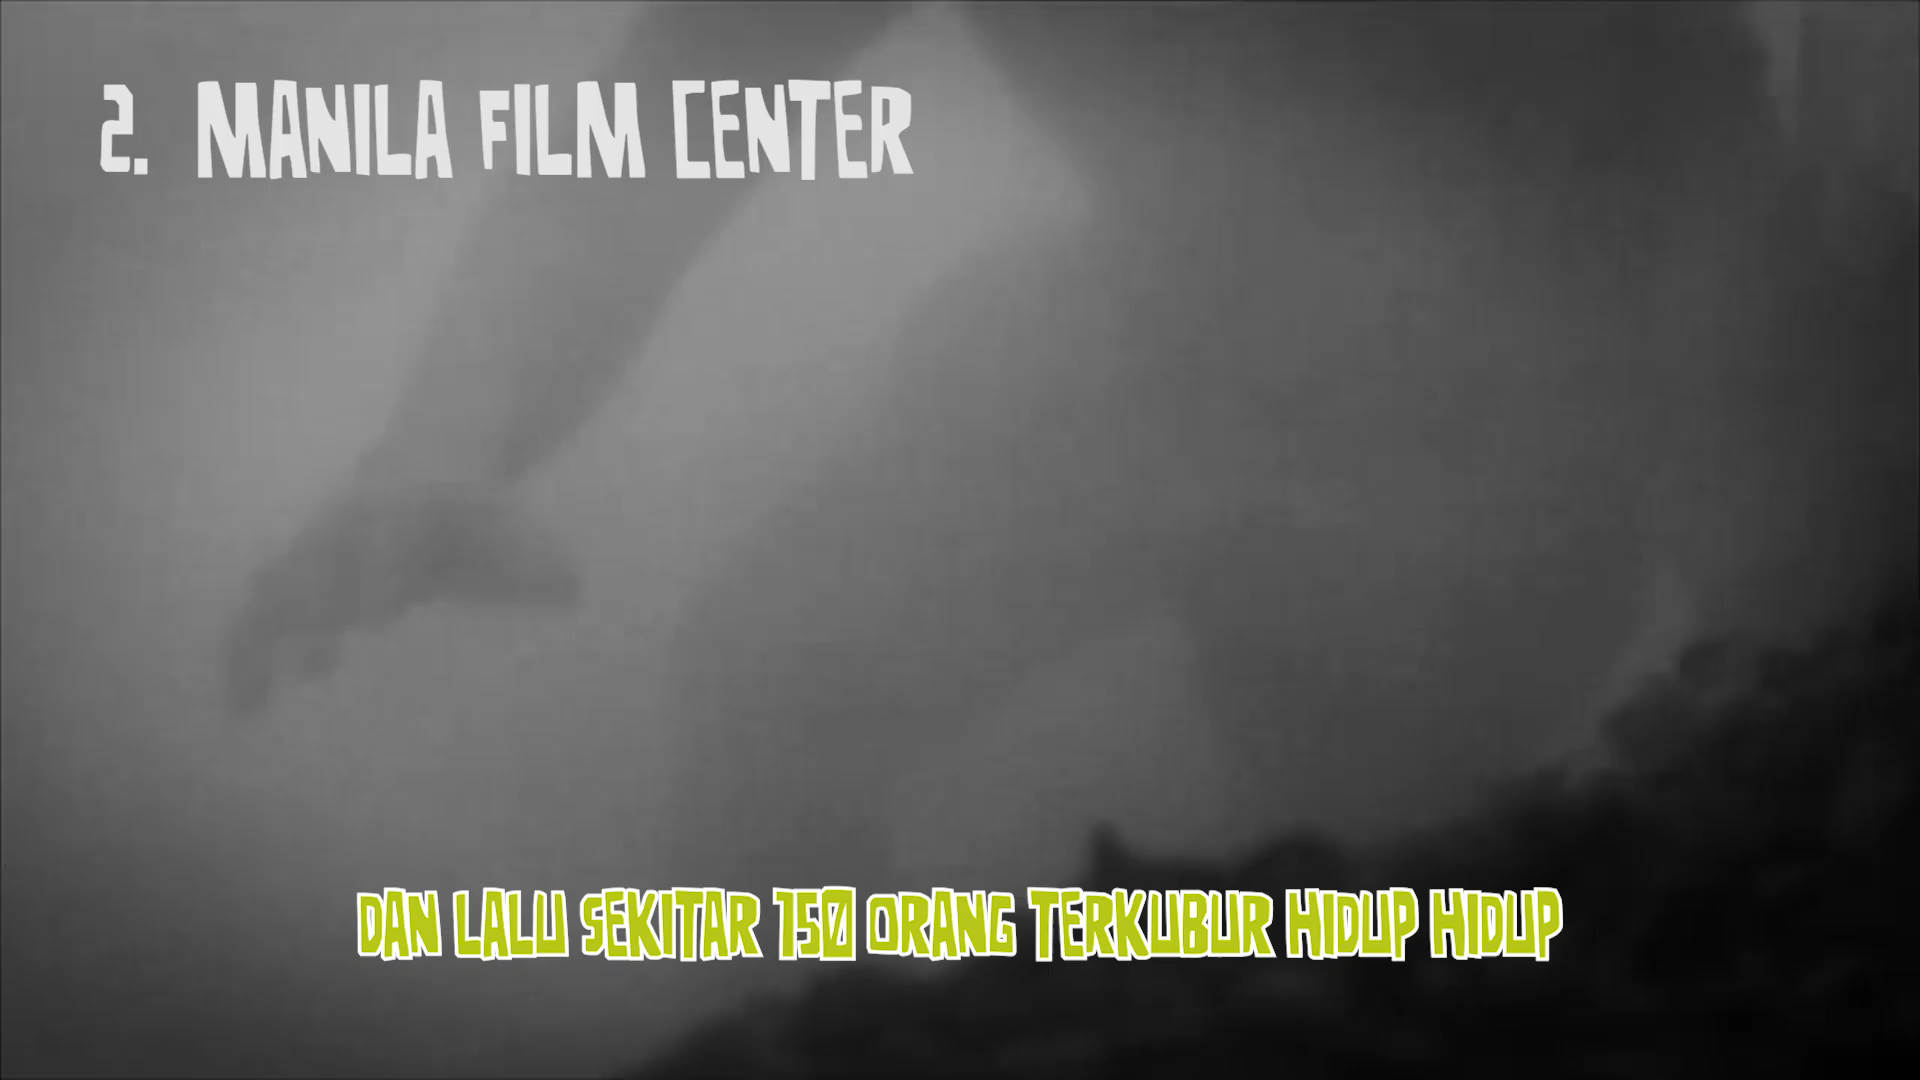 2. MANILA FILM CENTER
DAN LALU SEKITAR 150 ORANG TERKUBUR HIDUP HIDUP